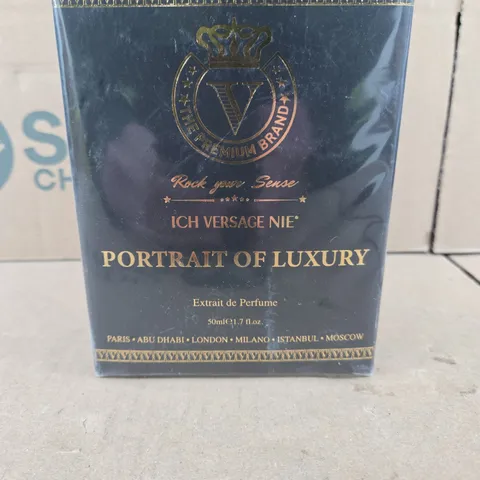 V
THE PREMIUM BRAND
Rock your Sense
ICH VERSAGE NIE*
PORTRAIT OF LUXURY
Extrait de Perfume
50ml℮1.7 fl.oz.
PARIS • ABU DHABI • LONDON • MILANO • ISTANBUL • MOSCOW
S
CH